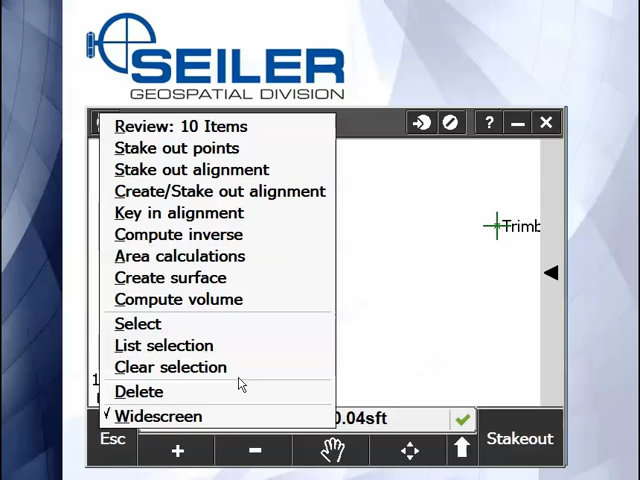 SEILER
GEOSPATIAL DIVISION
?
Review: 10 Items
Stake out points
Stake out alignment
Create/Stake out alignment
Key in alignment
Compute inverse
Area calculations
Create surface
Compute volume
Select
List selection
Clear selection
Delete
Widescreen
Trimb
1
0.04sft
Esc
Stakeout